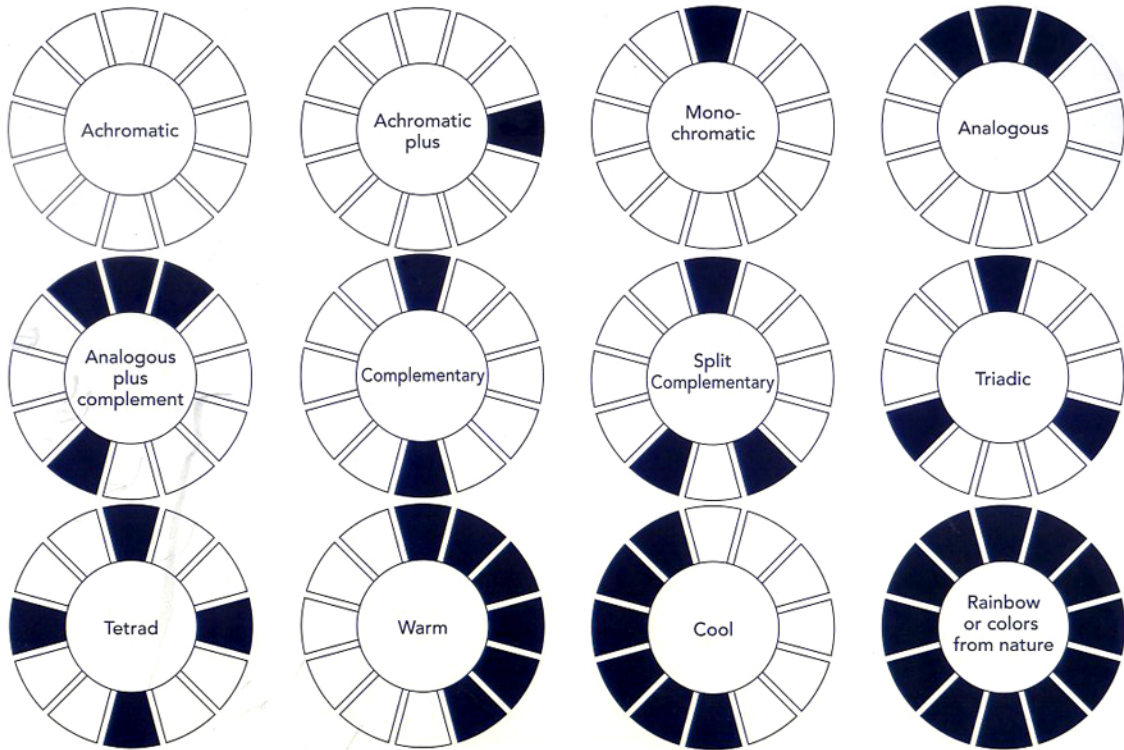 Achromatic
Achromatic
plus
Mono-
chromatic
Analogous
Analogous
plus
complement
Complementary
Split
Complementary
Triadic
Tetrad
Warm
Cool
Rainbow
or colors
from nature